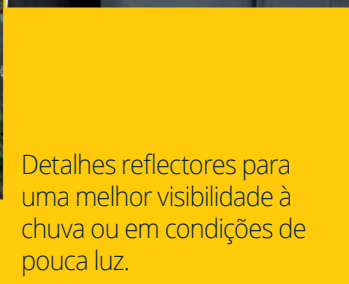 Detalhes reflectores para
uma melhor visibilidade à
chuva ou em condições de
pouca luz.